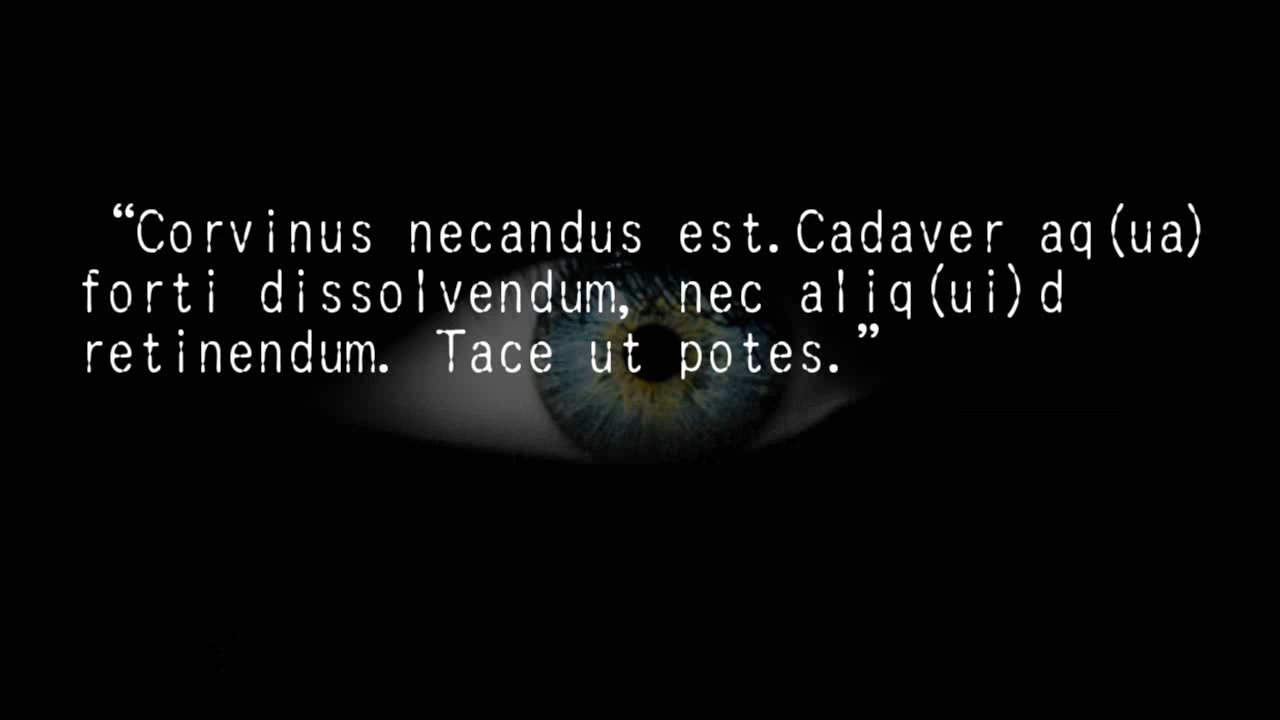 “Corvinus necandus est. Cadaver aq(ua)
forti dissolvendum, nec aliq(ui)d
retinendum. Tace ut potes.”